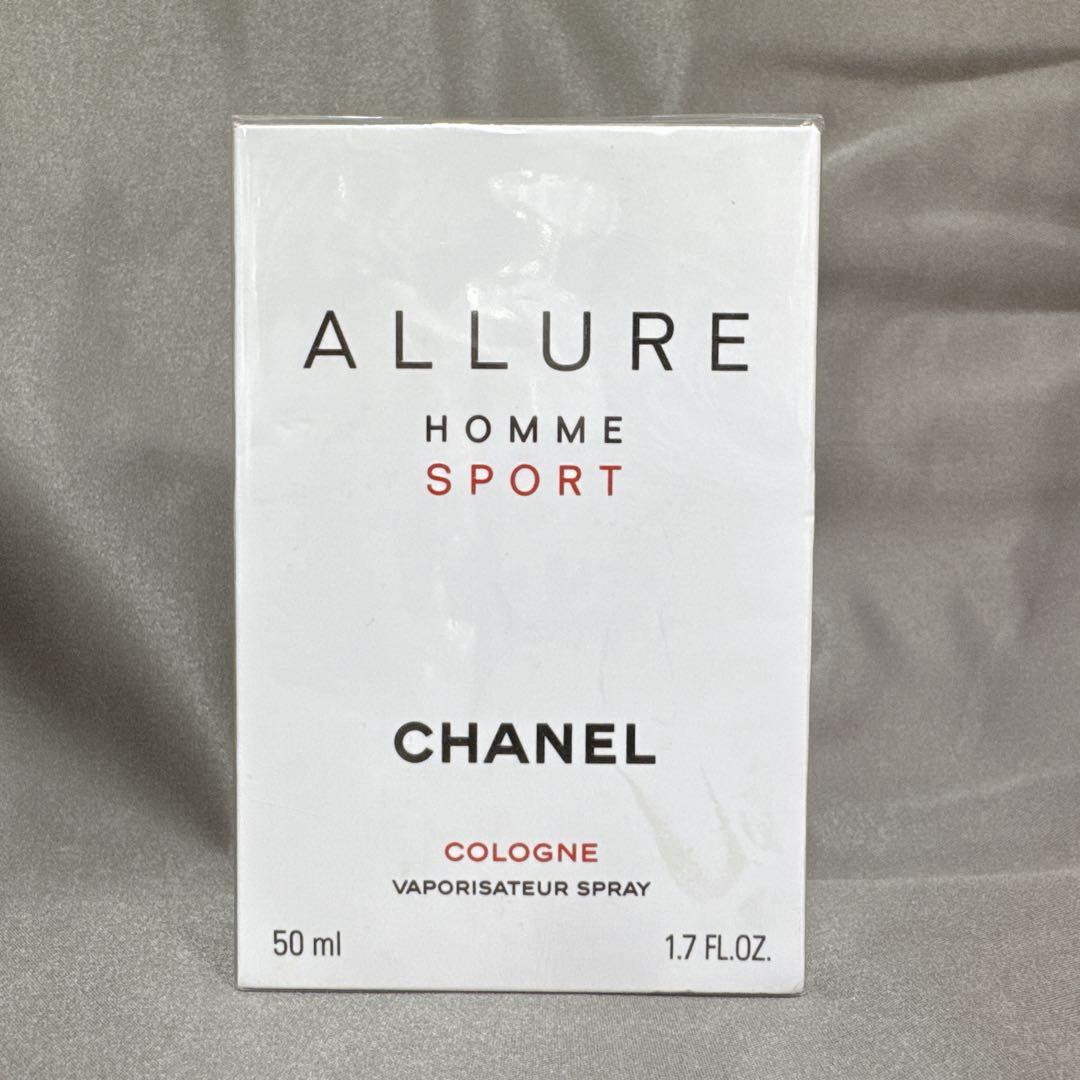 ALLURE
HOMME
SPORT
CHANEL
COLOGNE
VAPORISATEUR SPRAY
50 ml 1.7 FL.OZ.